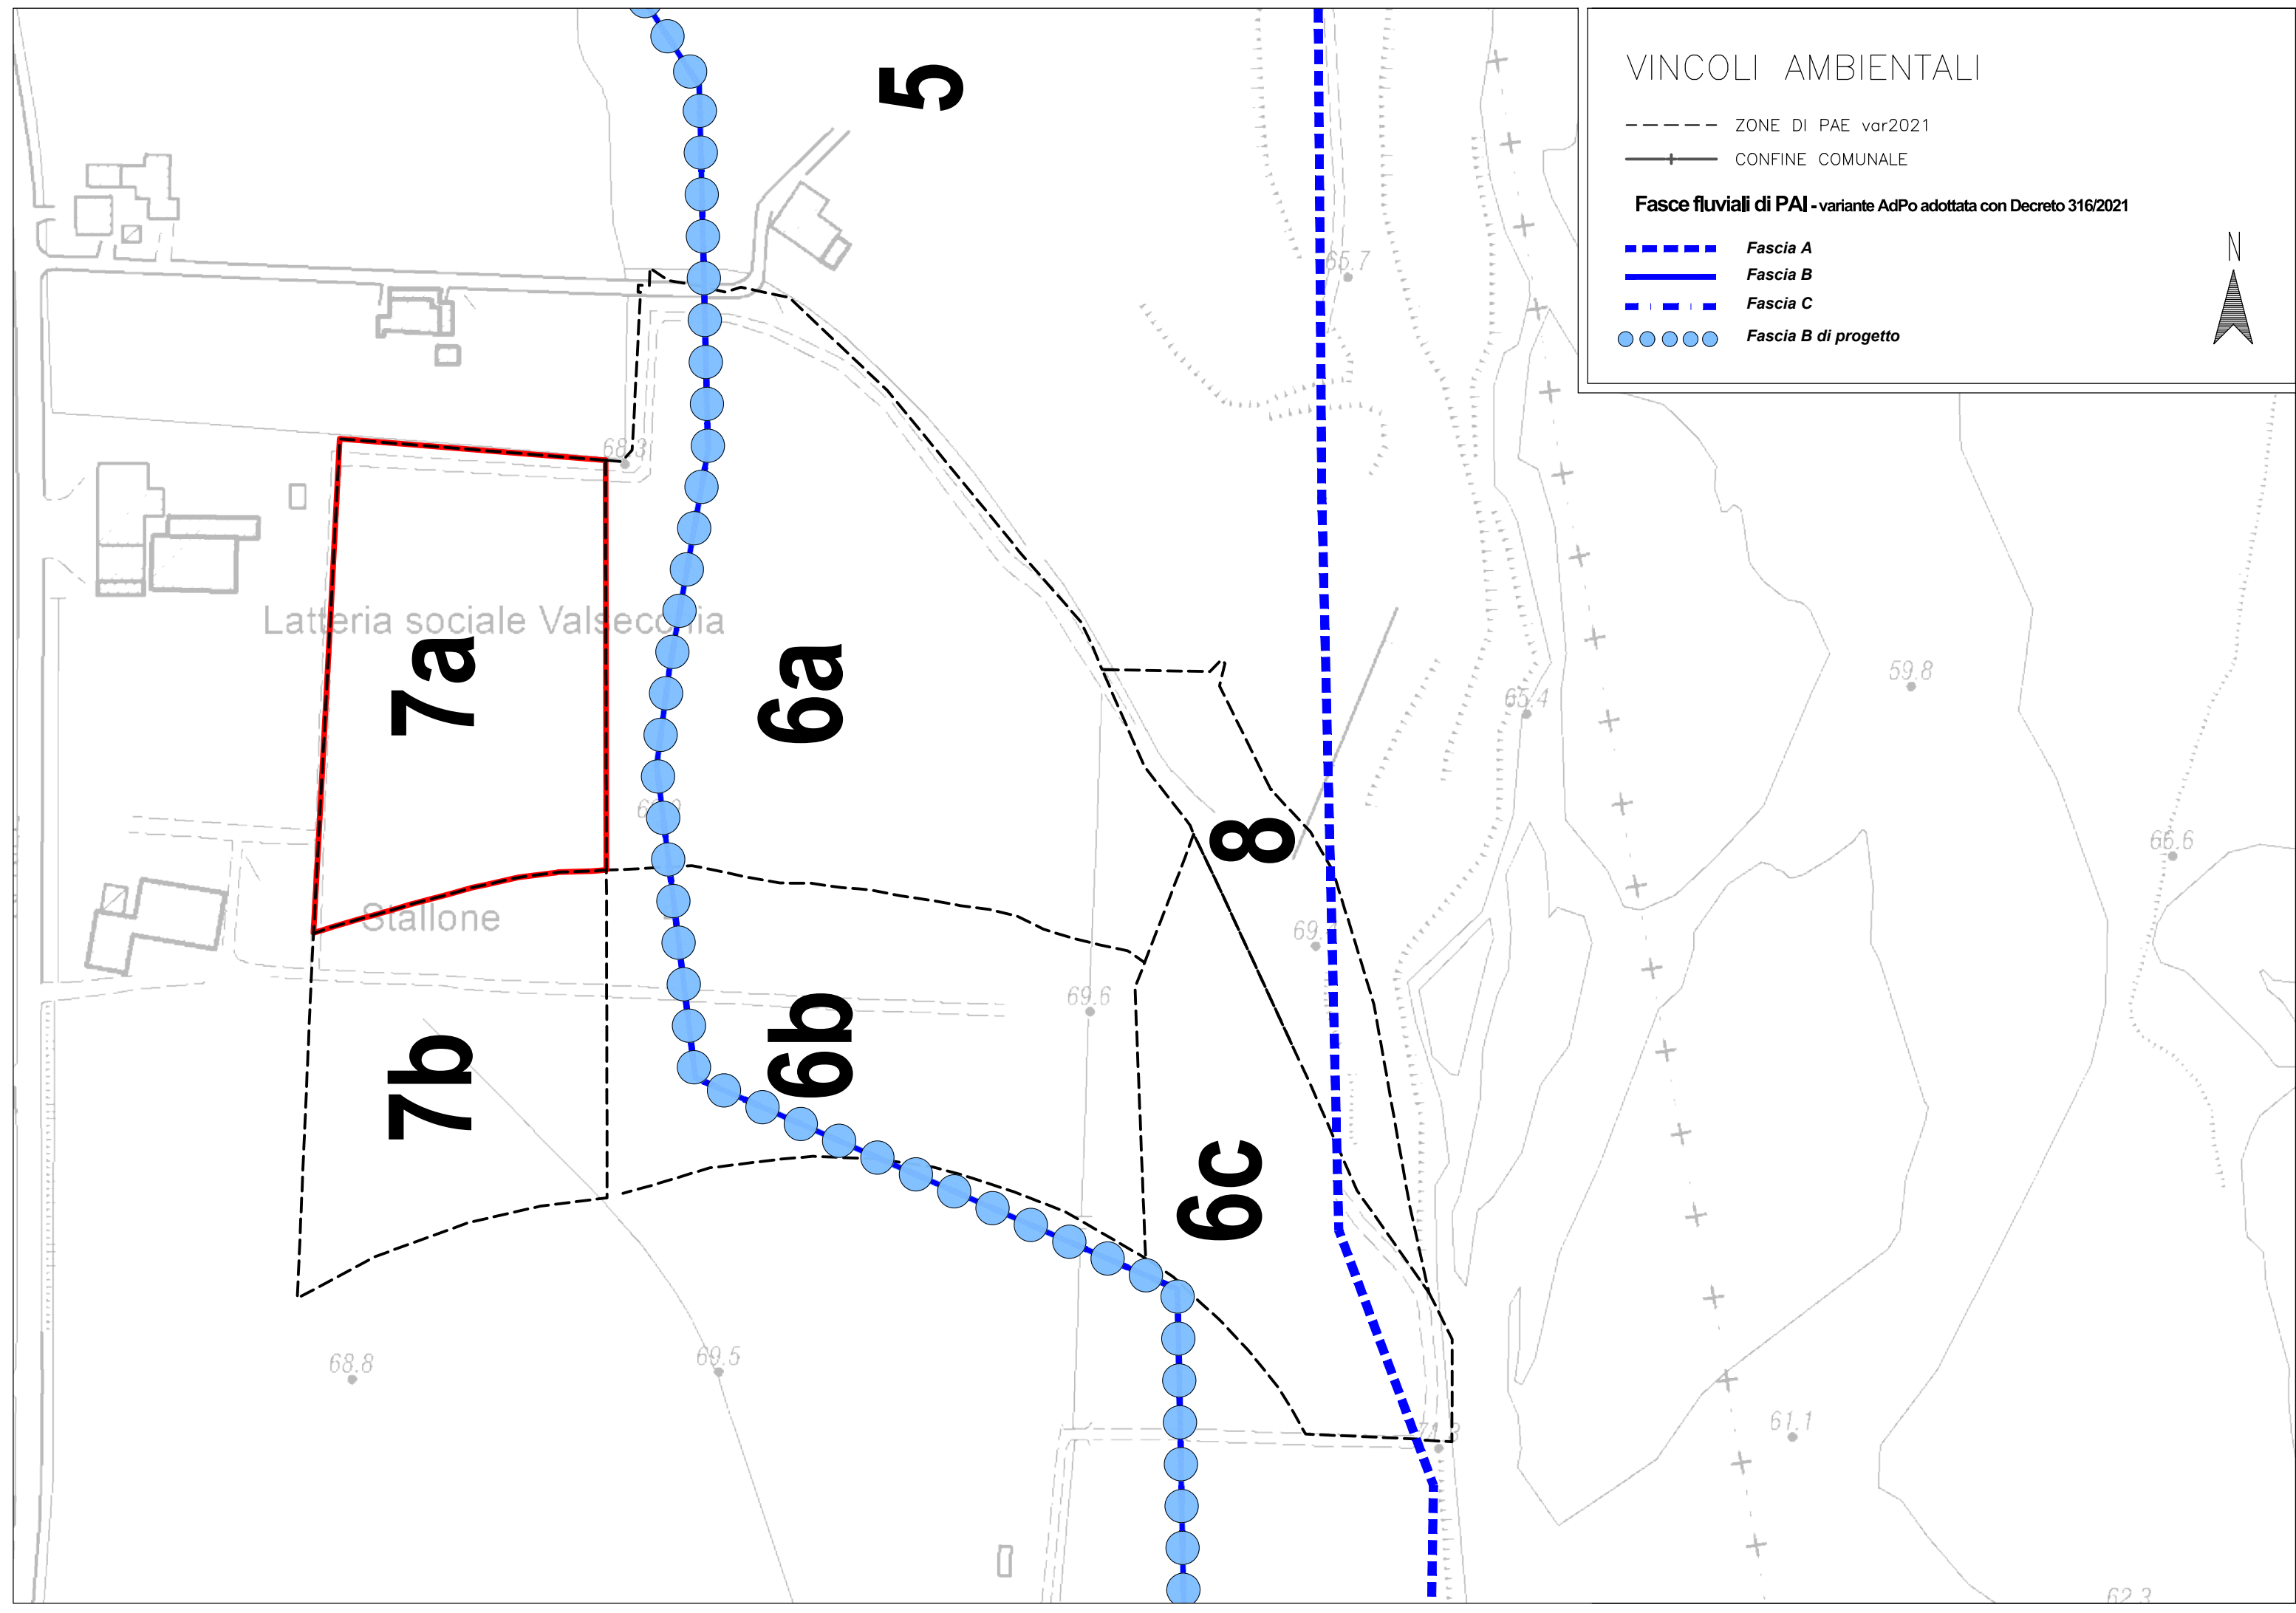 VINCOLI AMBIENTALI
ZONE DI PAE var2021
CONFINE COMUNALE
Fasce fluviali di PAI - variante AdPo adottata con Decreto 316/2021
Fascia A
Fascia B
Fascia C
Fascia B di progetto
N
5
65.7
68.3
Latteria sociale Valsecchia
7a
6a
59.8
65.4
8
66.6
Stallone
69.6
6b
7b
6c
68.8
69.5
61.1
62.3